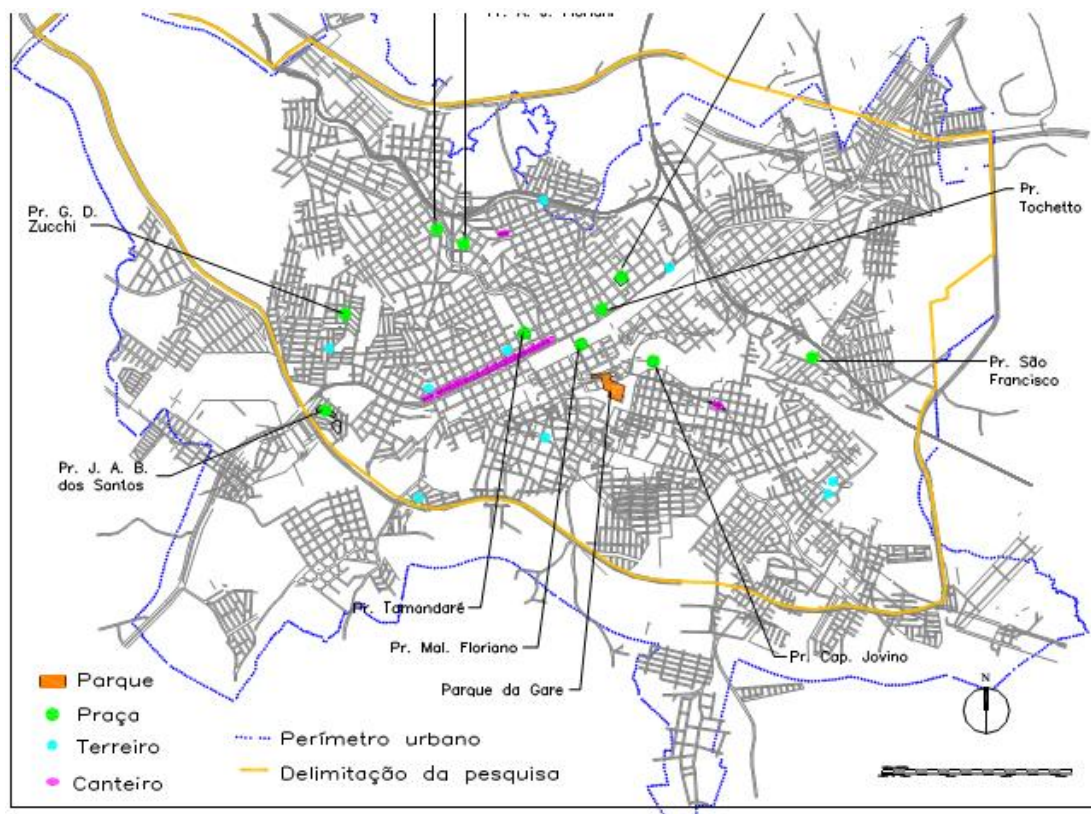 Pr. G. D.
Zucchi
Pr.
Tochetto
Pr. São
Francisco
Pr. J. A. B.
dos Santos
Pr. Tamandaré
Pr. Mal. Floriano
Pr. Cap. Jovino
Parque da Gare
Parque
Praça
Terreiro
Canteiro
Perímetro urbano
Delimitação da pesquisa
N